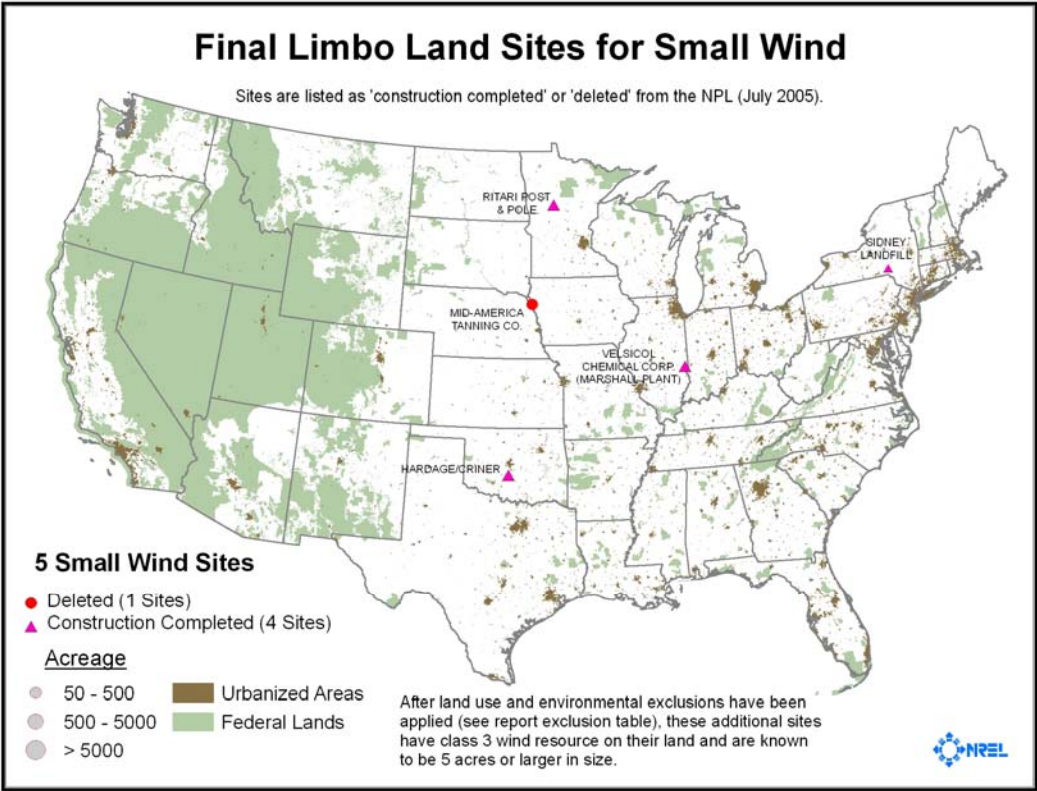 Final Limbo Land Sites for Small Wind
Sites are listed as 'construction completed' or 'deleted' from the NPL (July 2005).
RITARI POST
& POLE
SIDNEY
LANDFILL
MID-AMERICA
TANNING CO.
VELSICOL
CHEMICAL CORP.
(MARSHALL PLANT)
HARDAGE/CRINER
5 Small Wind Sites
Deleted (1 Sites)
Construction Completed (4 Sites)
Acreage
50 - 500
500 - 5000
> 5000
Urbanized Areas
Federal Lands
After land use and environmental exclusions have been
applied (see report exclusion table), these additional sites
have class 3 wind resource on their land and are known
to be 5 acres or larger in size.
NREL